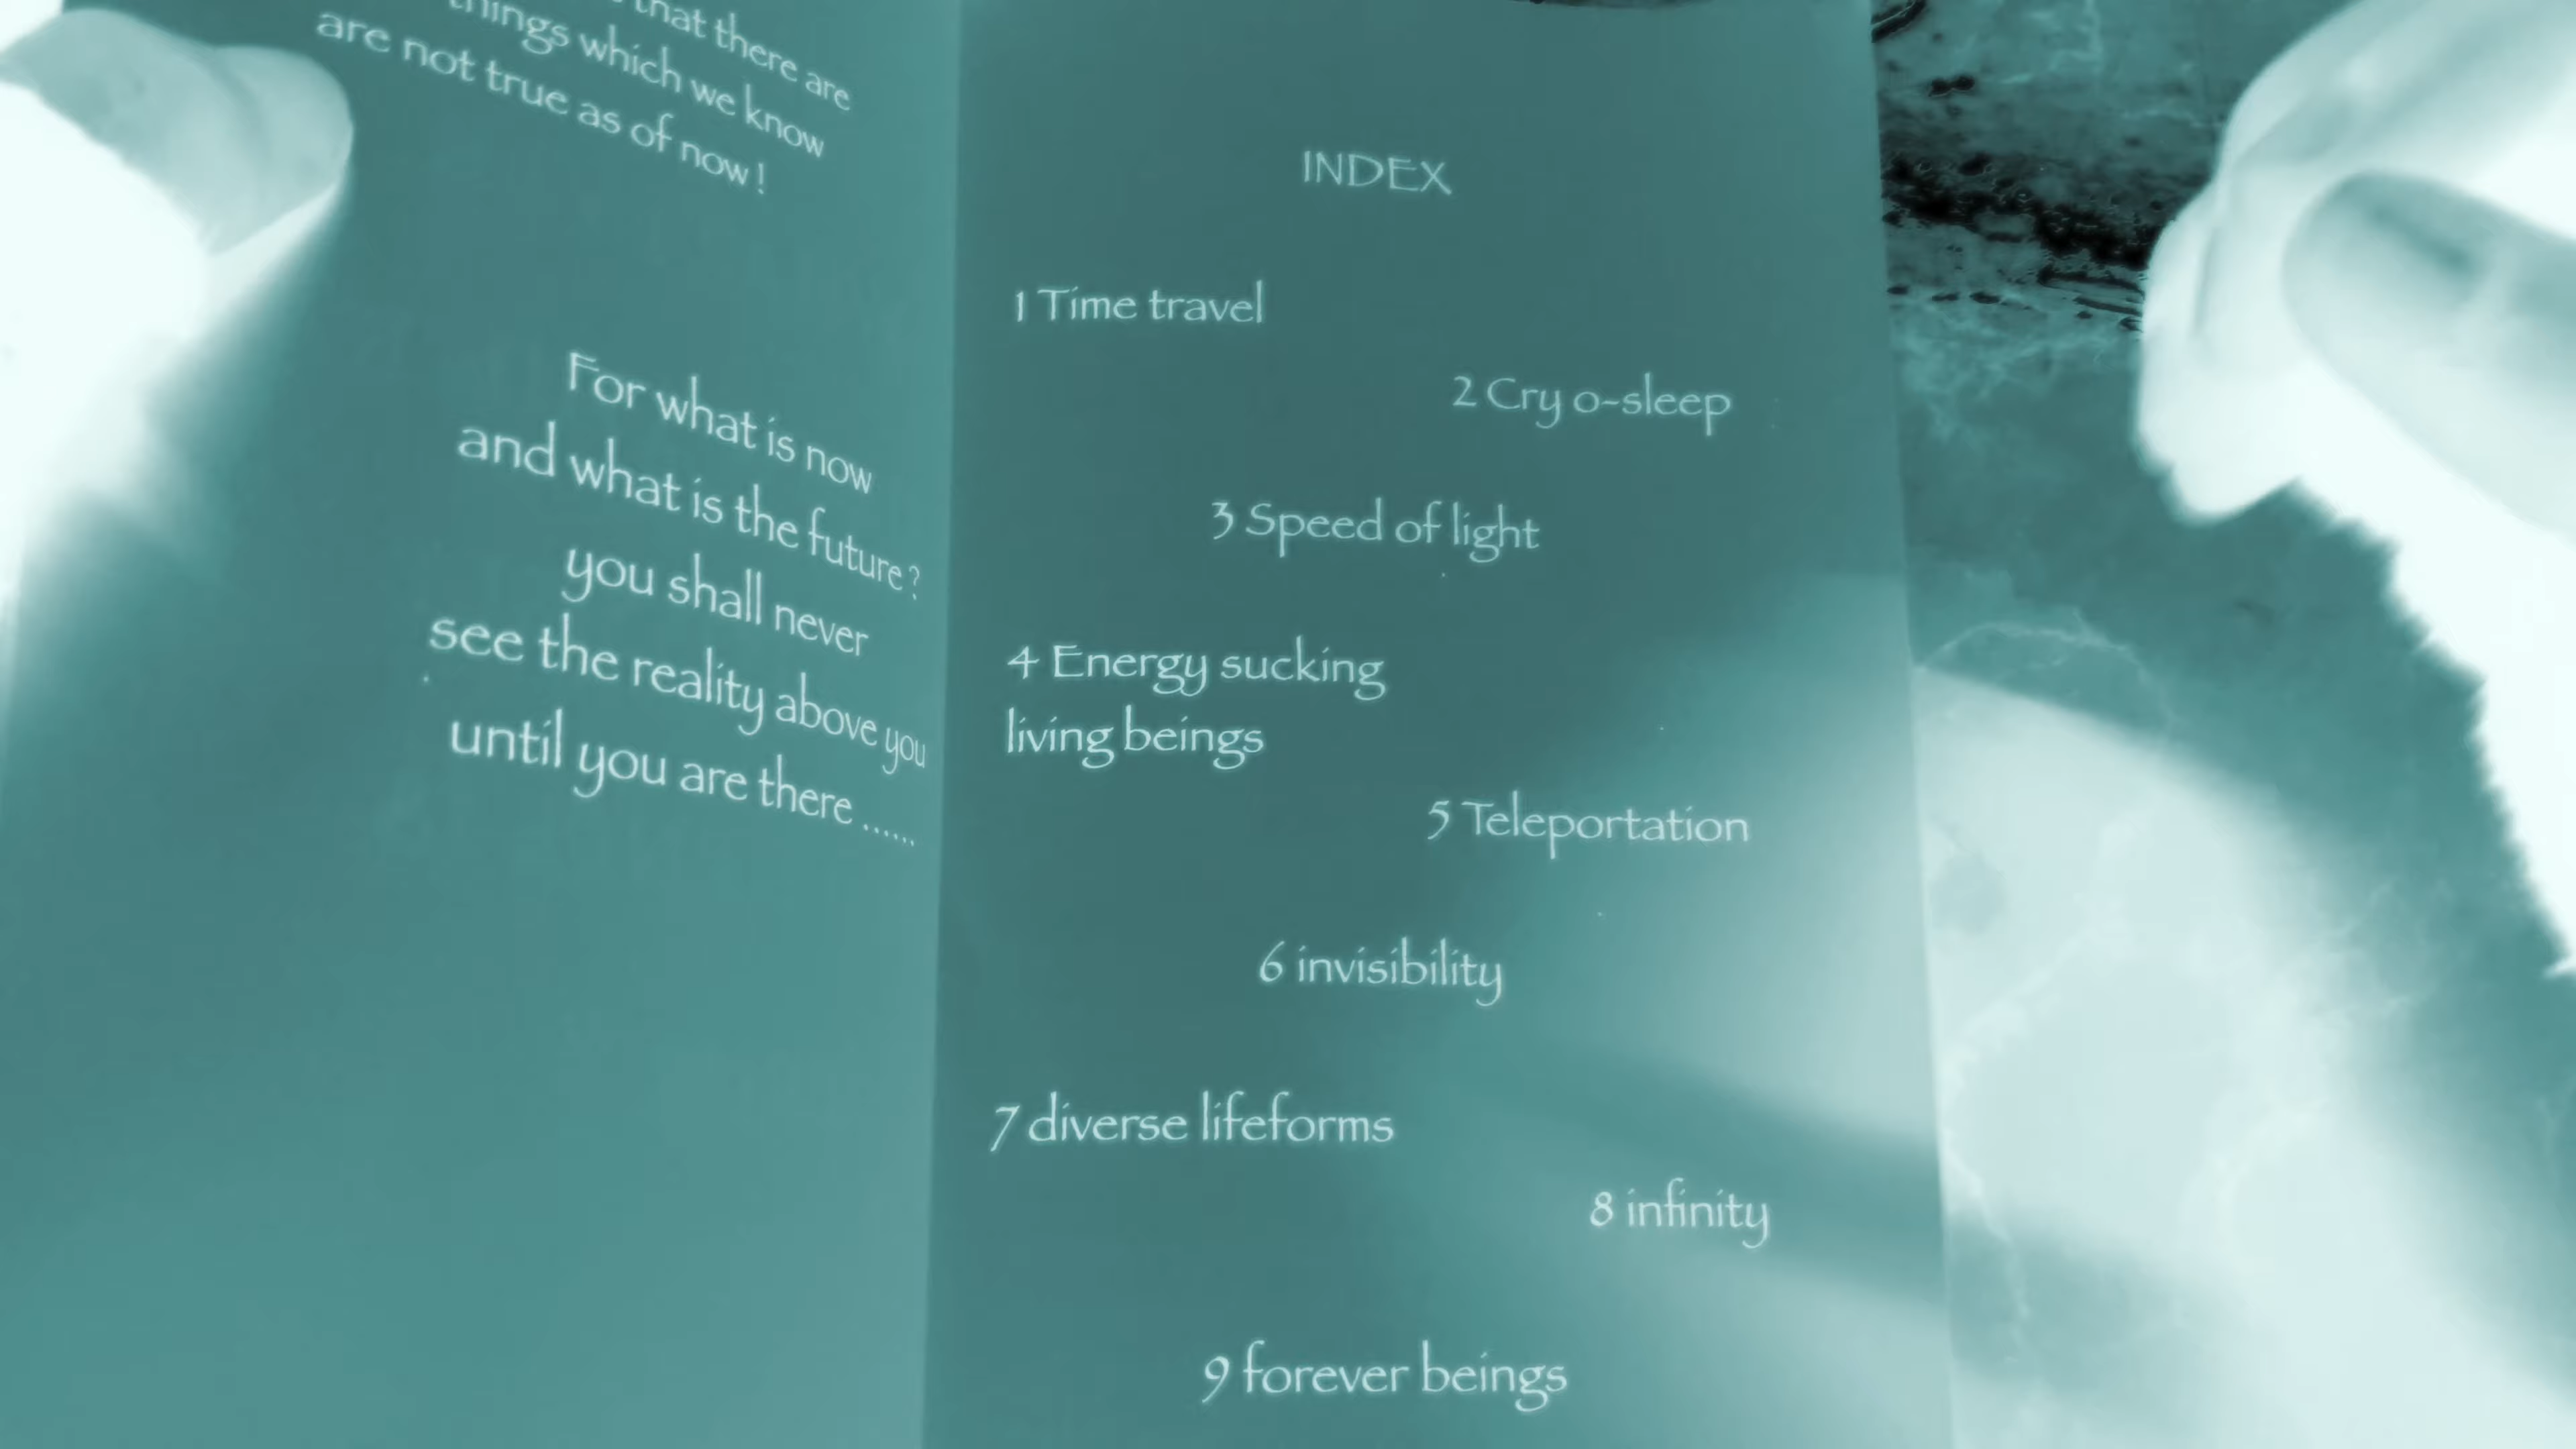 that there are
things which we know
are not true as of now!
For what is now
and what is the future?
you shall never
see the reality above you
until you are there ......
INDEX
1 Time travel
2 Cry o-sleep
3 Speed of light
4 Energy sucking
living beings
5 Teleportation
6 invisibility
7 diverse lifeforms
8 infinity
9 forever beings